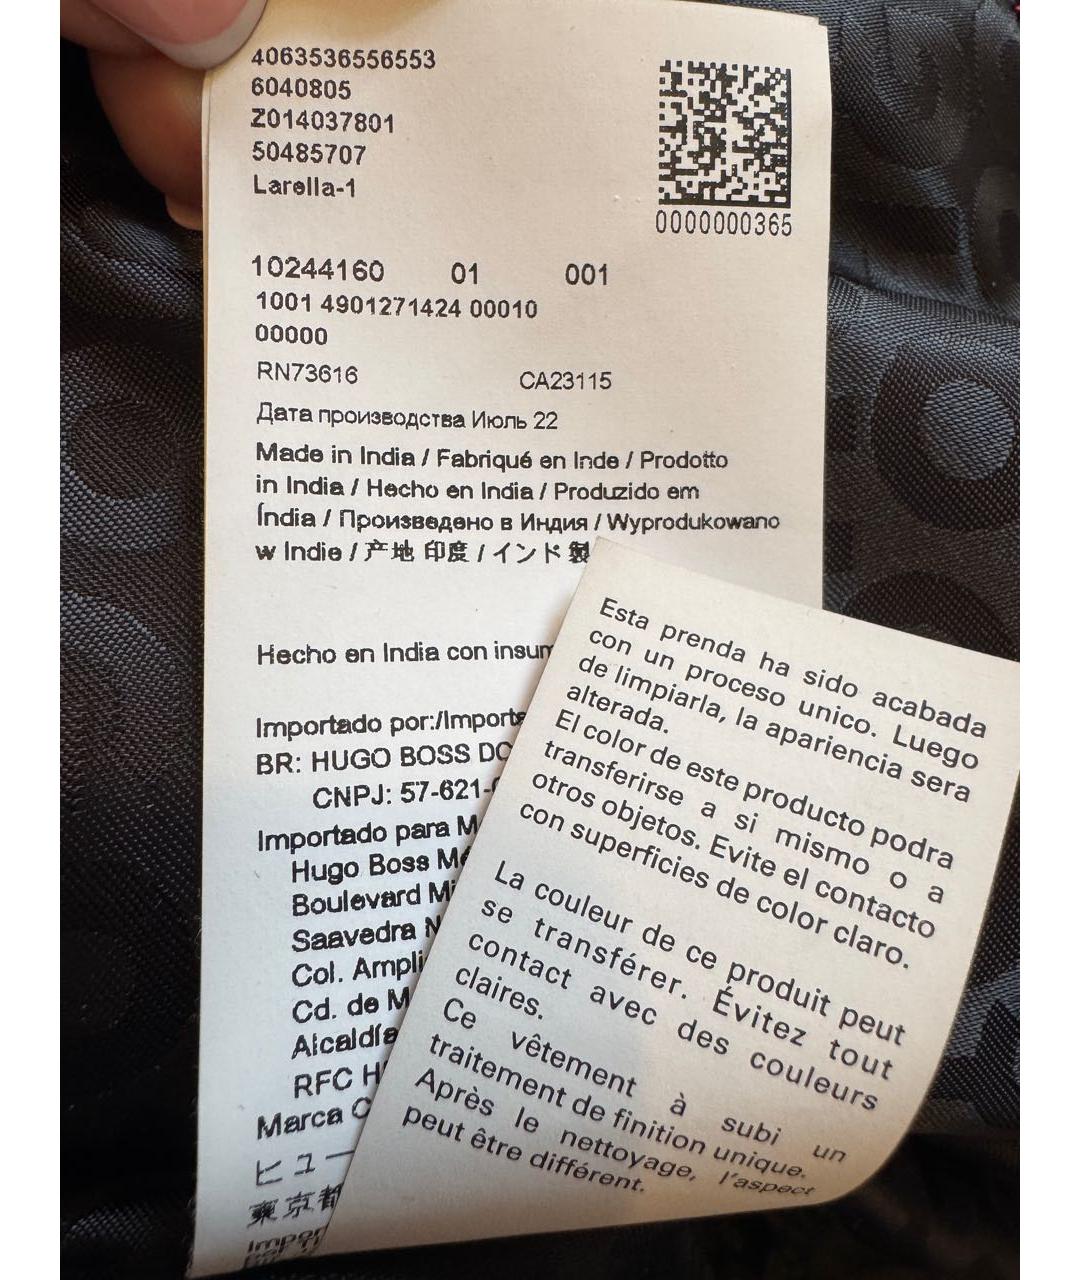 4063536556553
6040805
Z014037801
50485707
Larella-1
0000000365
10244160 01 001
1001 4901271424 00010
00000
RN73616 CA23115
Дата производства Июль 22
Made in India / Fabriqué en Inde / Prodotto
in India / Hecho en India / Produzido em
Índia / Произведено в Индия / Wyprodukowano
w Indie / 产地 印度 / インド 製
Hecho en India con insum
Importado por:/Importa
BR: HUGO BOSS DO
CNPJ: 57-621-
Importado para M
Hugo Boss Me
Boulevard Mi
Saavedra N
Col. Ampli
Cd. de M
Alcaldía
RFC H
Marca C
ヒュー
東京都
Impor
Esta prenda ha sido acabada
con un proceso unico. Luego
de limpiarla, la apariencia sera
alterada.
El color de este producto podra
transferirse a si mismo o a
otros objetos. Evite el contacto
con superficies de color claro.
La couleur de ce produit peut
se transférer. Évitez tout
contact avec des couleurs
claires.
Ce vêtement à subi un
traitement de finition unique.
Après le nettoyage, l'aspect
peut être différent.